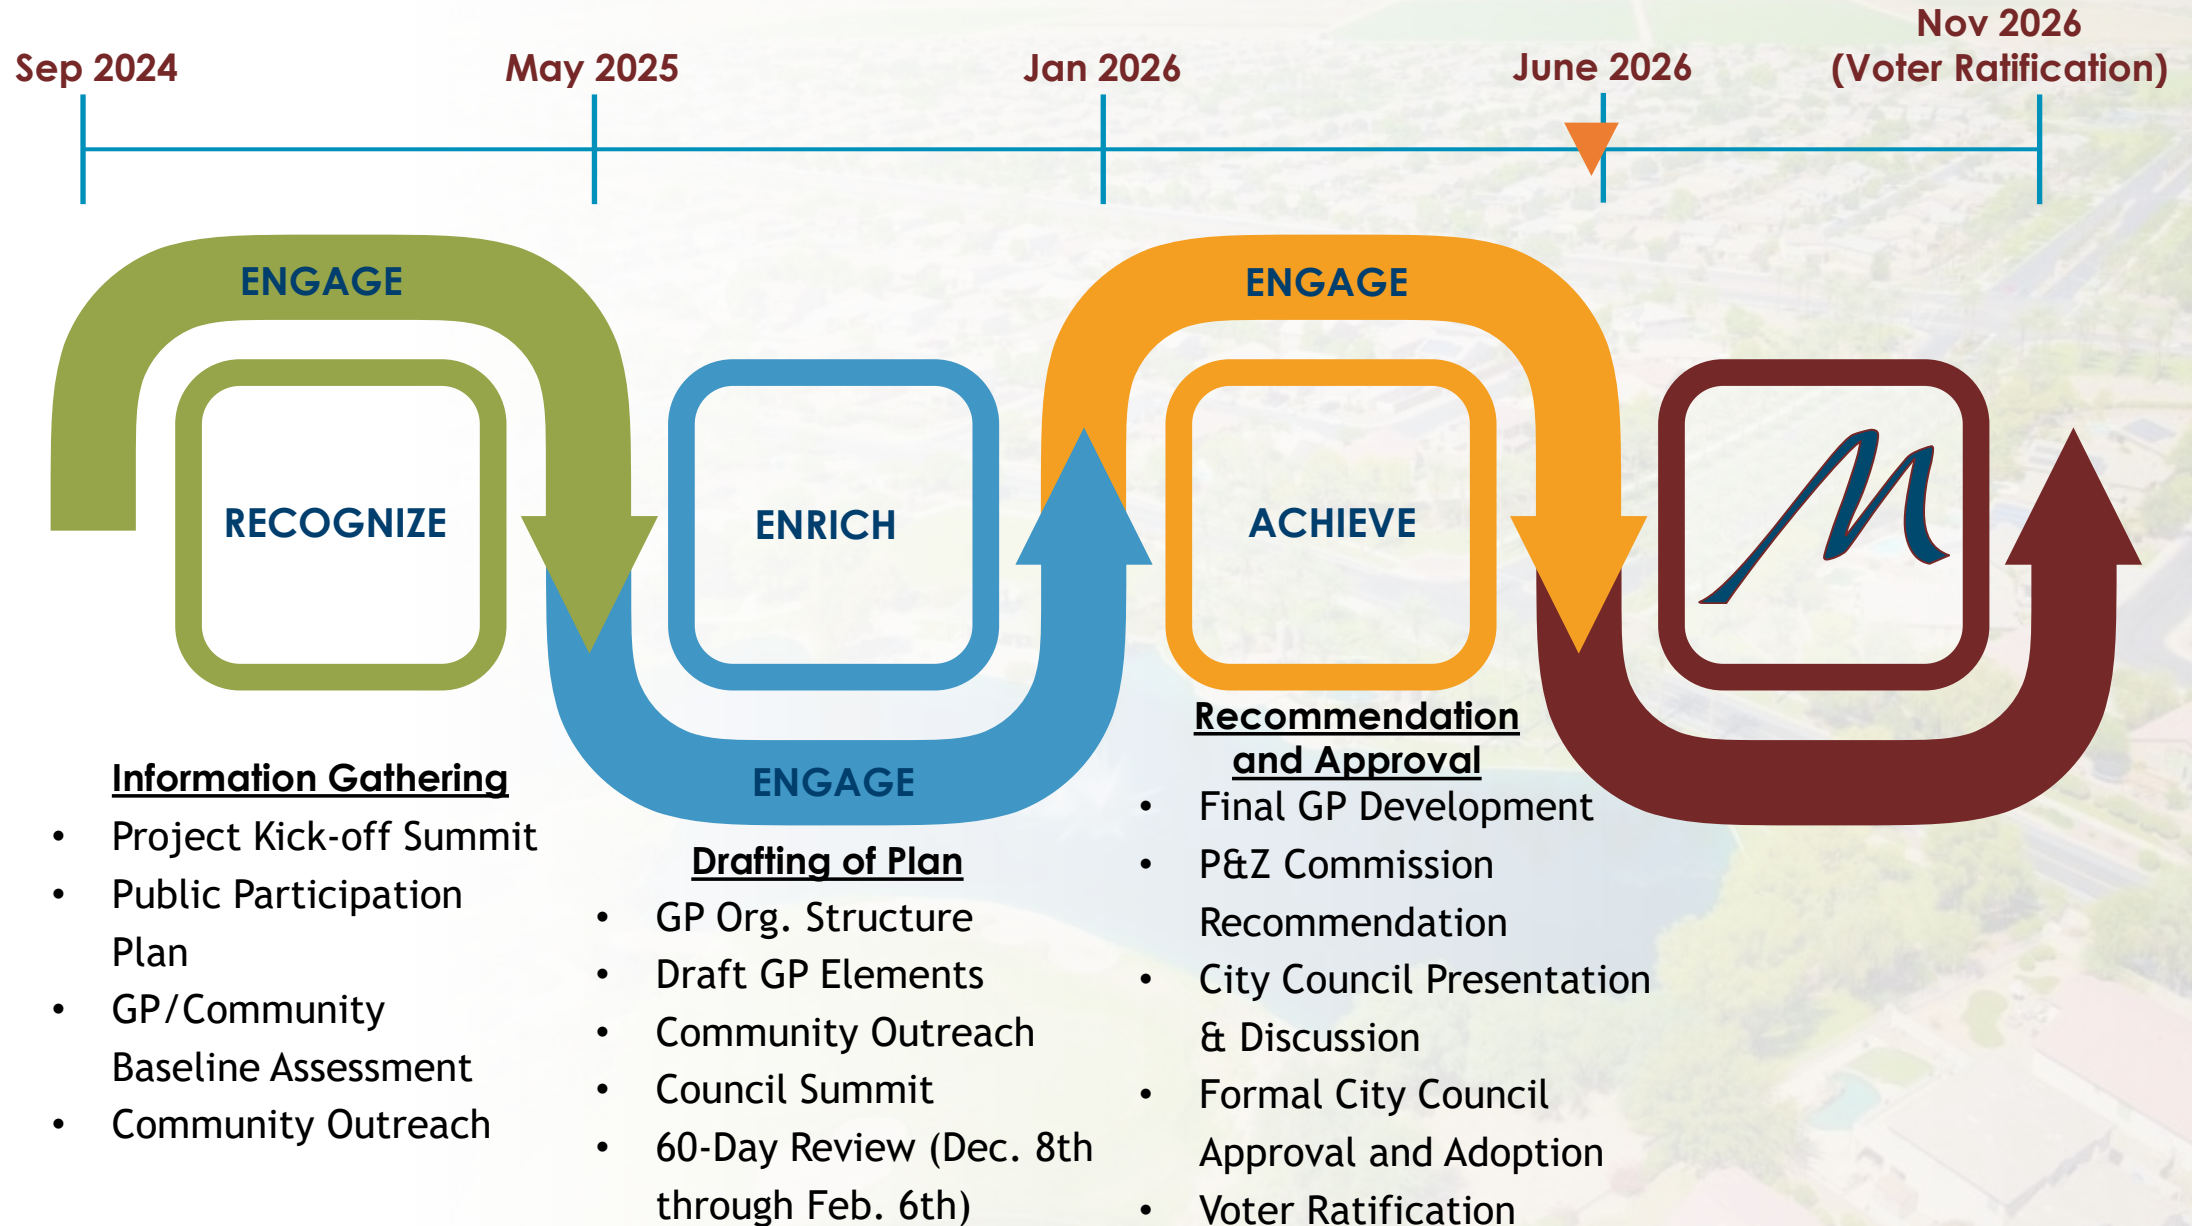 Sep 2024
May 2025
Jan 2026
June 2026
Nov 2026
(Voter Ratification)
ENGAGE
ENGAGE
RECOGNIZE
ENRICH
ACHIEVE
M
ENGAGE
Information Gathering
• Project Kick-off Summit
• Public Participation
Plan
• GP/Community
Baseline Assessment
• Community Outreach
Drafting of Plan
• GP Org. Structure
• Draft GP Elements
• Community Outreach
• Council Summit
• 60-Day Review (Dec. 8th
through Feb. 6th)
Recommendation
and Approval
• Final GP Development
• P&Z Commission
Recommendation
• City Council Presentation
& Discussion
• Formal City Council
Approval and Adoption
• Voter Ratification